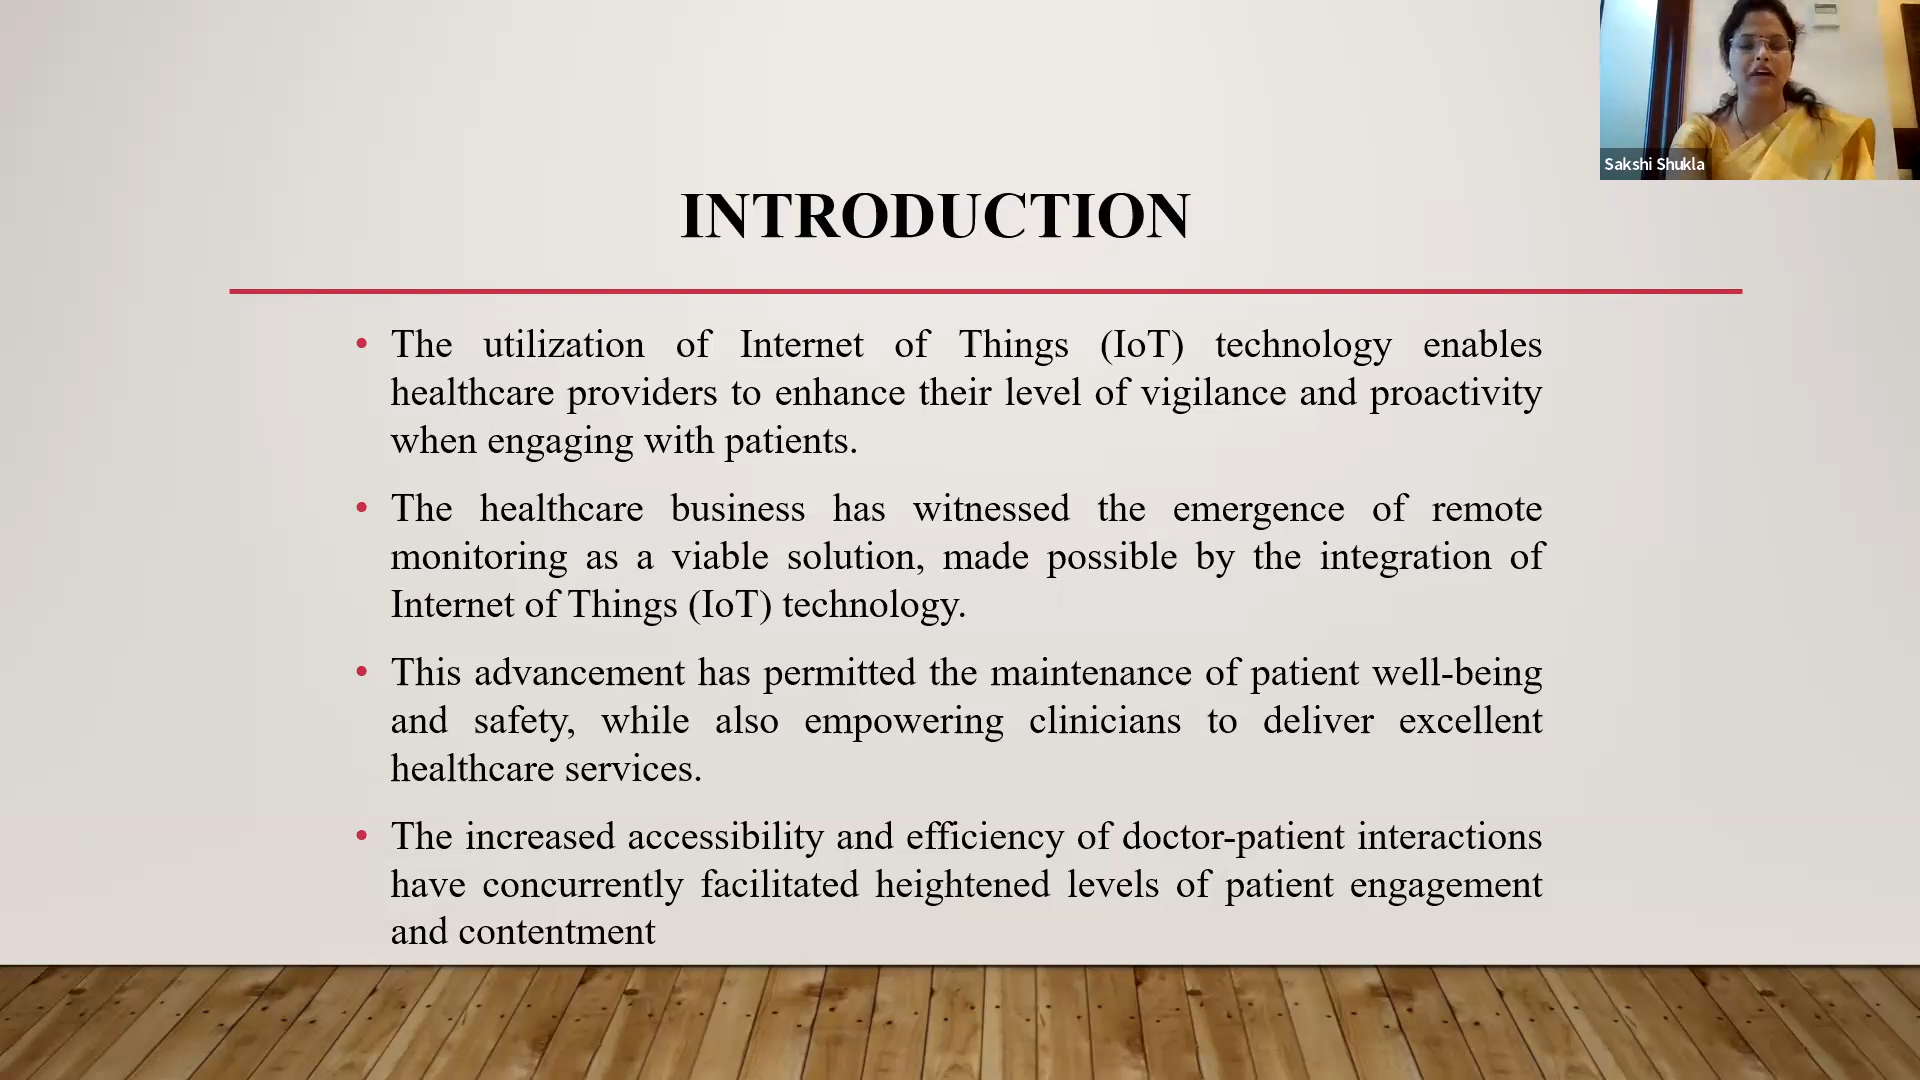 Sakshi Shukla
INTRODUCTION
• The utilization of Internet of Things (IoT) technology enables
healthcare providers to enhance their level of vigilance and proactivity
when engaging with patients.
• The healthcare business has witnessed the emergence of remote
monitoring as a viable solution, made possible by the integration of
Internet of Things (IoT) technology.
• This advancement has permitted the maintenance of patient well-being
and safety, while also empowering clinicians to deliver excellent
healthcare services.
• The increased accessibility and efficiency of doctor-patient interactions
have concurrently facilitated heightened levels of patient engagement
and contentment